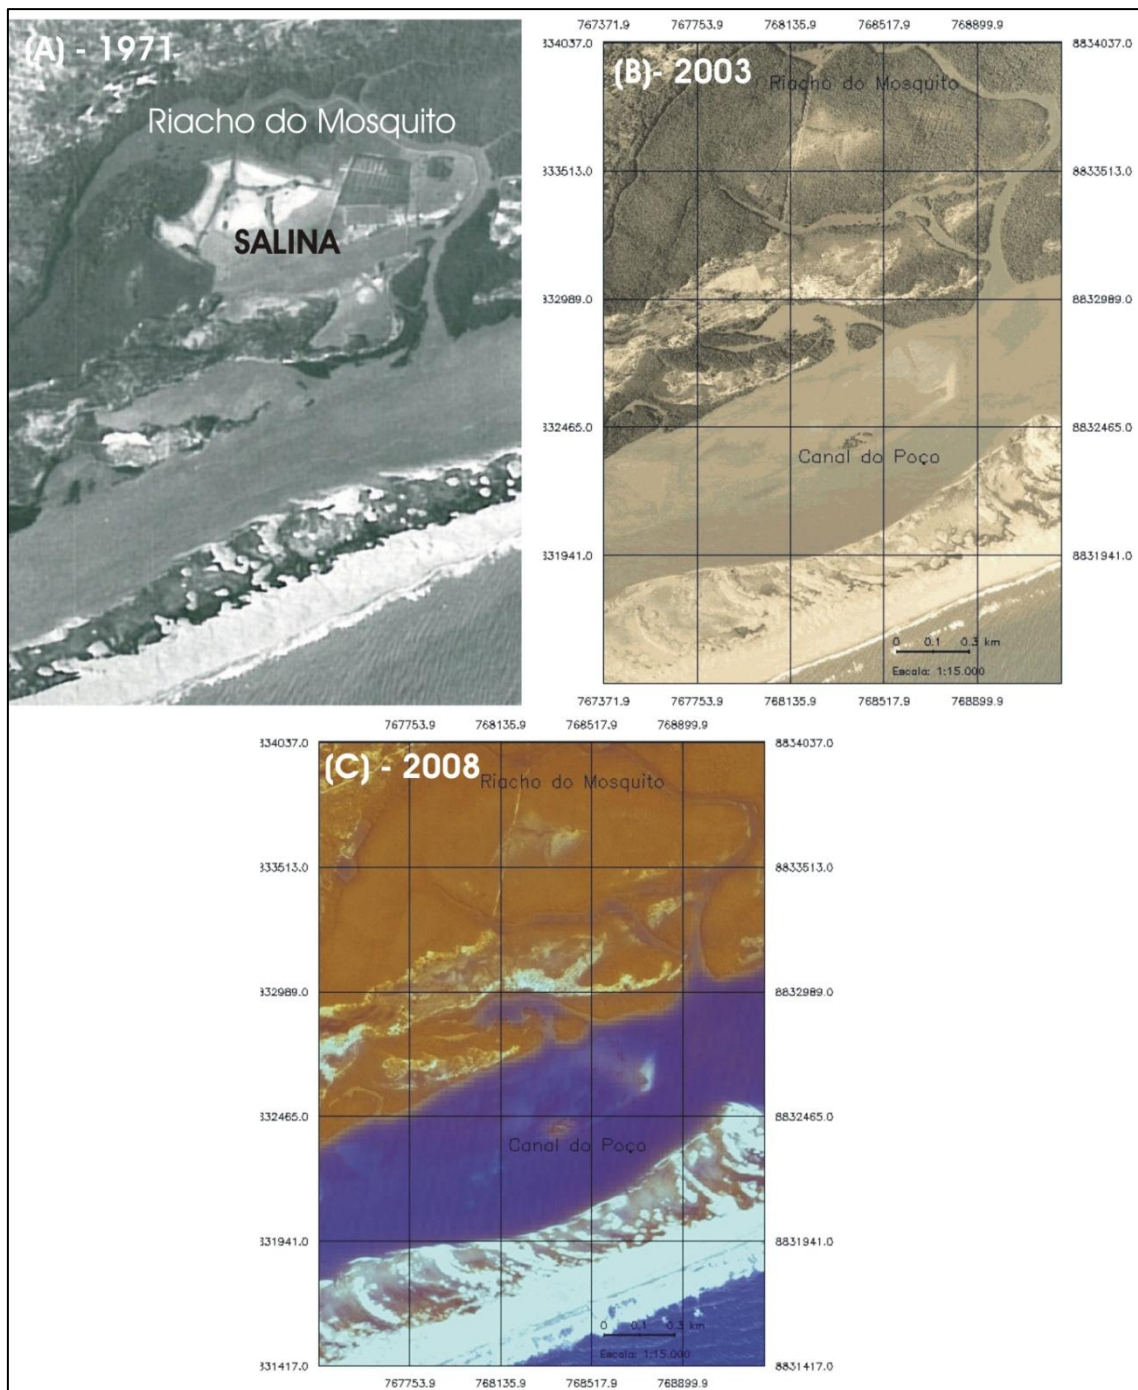 (A) - 1971
Riacho do Mosquito
SALINA
767371.9 767753.9 768135.9 768517.9 768899.9
(B)- 2003
334037.0 8834037.0
Riacho do Mosquito
333513.0 8833513.0
332989.0 8832989.0
332465.0 8832465.0
Canal do Poço
331941.0 8831941.0
0 0.1 0.3 km
Escala: 1:15.000
767371.9 767753.9 768135.9 768517.9 768899.9
767753.9 768135.9 768517.9 768899.9
(C) - 2008
334037.0 8834037.0
Riacho do Mosquito
333513.0 8833513.0
332989.0 8832989.0
332465.0 8832465.0
Canal do Poço
331941.0 8831941.0
0 0.1 0.3 km
Escala: 1:15.000
331417.0 8831417.0
767753.9 768135.9 768517.9 768899.9